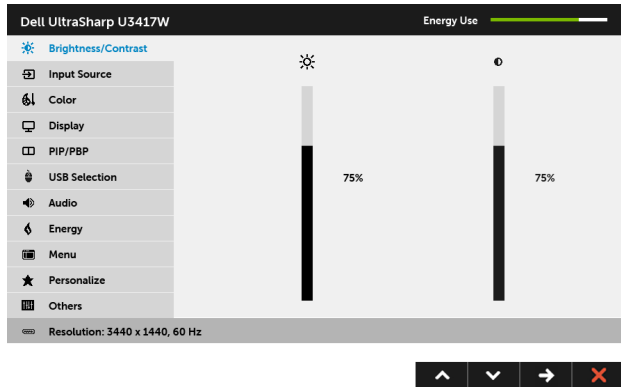 Dell UltraSharp U3417W
Energy Use
Brightness/Contrast
Input Source
Color
Display
PIP/PBP
USB Selection
Audio
Energy
Menu
Personalize
Others
75%
75%
Resolution: 3440 x 1440, 60 Hz